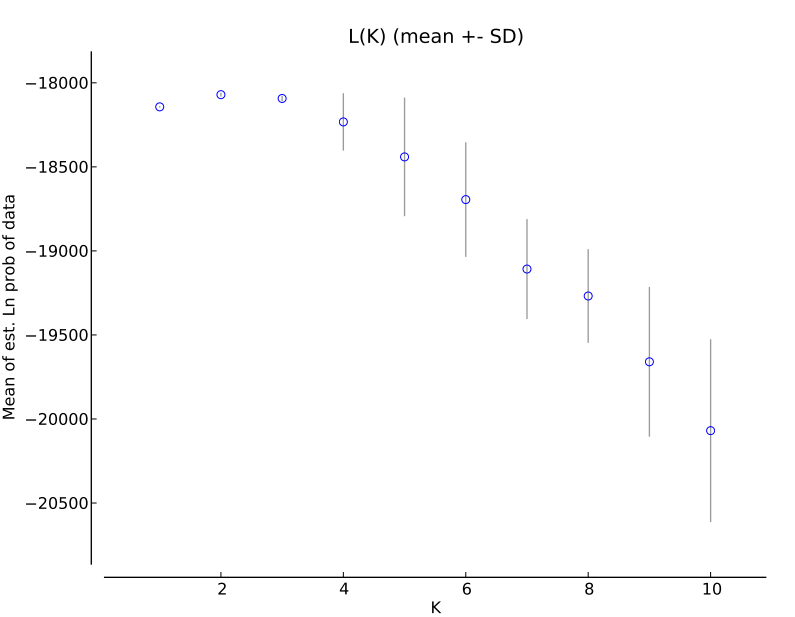 L(K) (mean +- SD)
−18000
−18500
−19000
−19500
−20000
−20500
Mean of est. Ln prob of data
2 4 6 8 10
K